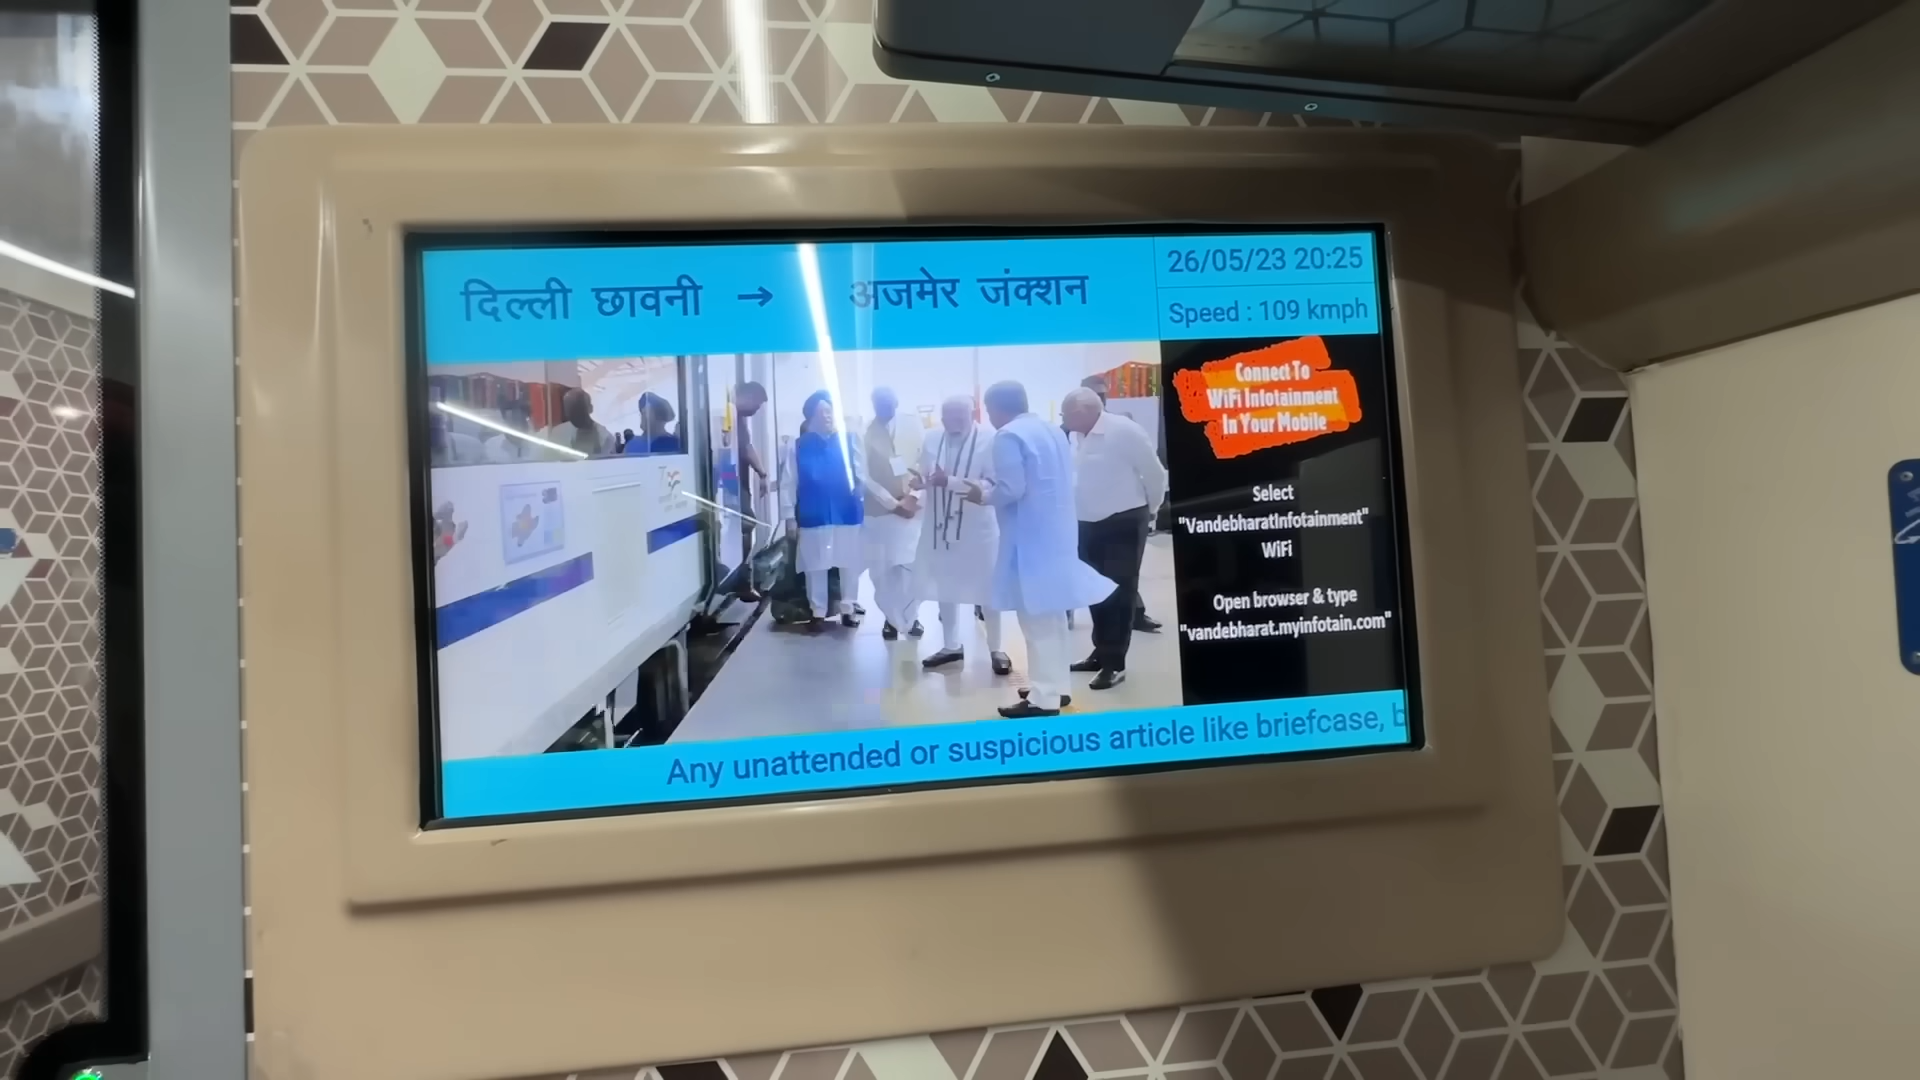 दिल्ली छावनी → अजमेर जंक्शन
26/05/23 20:25
Speed : 109 kmph
Connect To
WiFi Infotainment
In Your Mobile
Select
"VandebharatInfotainment"
WiFi
Open browser & type
"vandebharat.myinfotain.com"
Any unattended or suspicious article like briefcase, b